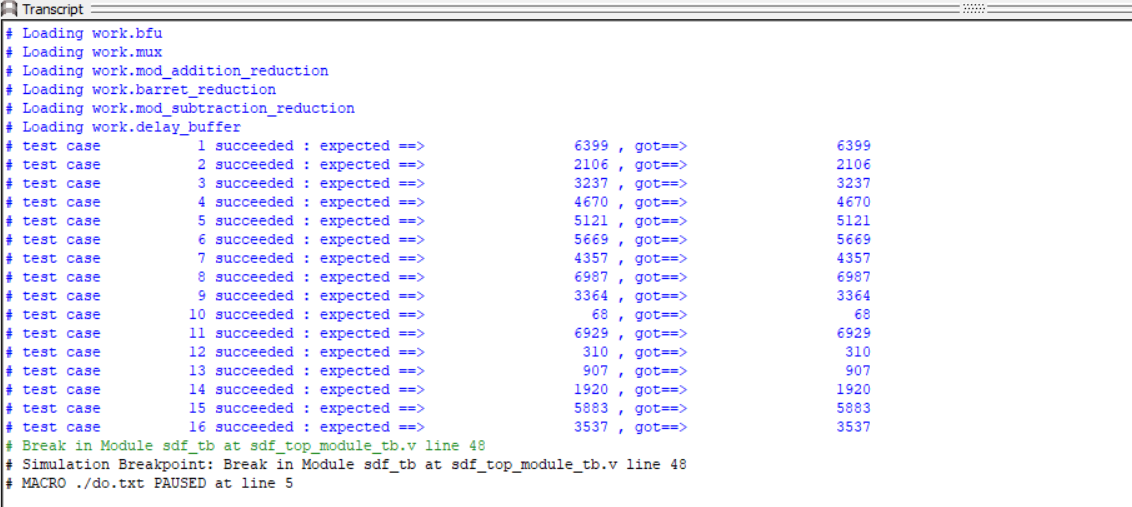 Transcript
# Loading work.bfu
# Loading work.mux
# Loading work.mod_addition_reduction
# Loading work.barret_reduction
# Loading work.mod_subtraction_reduction
# Loading work.delay_buffer
# test case 1 succeeded : expected ==> 6399 , got==> 6399
# test case 2 succeeded : expected ==> 2106 , got==> 2106
# test case 3 succeeded : expected ==> 3237 , got==> 3237
# test case 4 succeeded : expected ==> 4670 , got==> 4670
# test case 5 succeeded : expected ==> 5121 , got==> 5121
# test case 6 succeeded : expected ==> 5669 , got==> 5669
# test case 7 succeeded : expected ==> 4357 , got==> 4357
# test case 8 succeeded : expected ==> 6987 , got==> 6987
# test case 9 succeeded : expected ==> 3364 , got==> 3364
# test case 10 succeeded : expected ==> 68 , got==> 68
# test case 11 succeeded : expected ==> 6929 , got==> 6929
# test case 12 succeeded : expected ==> 310 , got==> 310
# test case 13 succeeded : expected ==> 907 , got==> 907
# test case 14 succeeded : expected ==> 1920 , got==> 1920
# test case 15 succeeded : expected ==> 5883 , got==> 5883
# test case 16 succeeded : expected ==> 3537 , got==> 3537
# Break in Module sdf_tb at sdf_top_module_tb.v line 48
# Simulation Breakpoint: Break in Module sdf_tb at sdf_top_module_tb.v line 48
# MACRO ./do.txt PAUSED at line 5